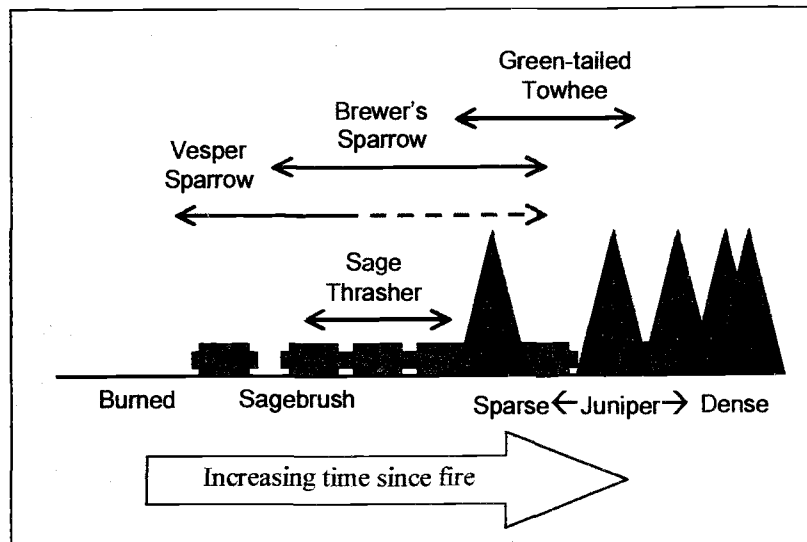 Green-tailed
Towhee
Brewer's
Sparrow
Vesper
Sparrow
Sage
Thrasher
Burned Sagebrush Sparse Juniper Dense
Increasing time since fire